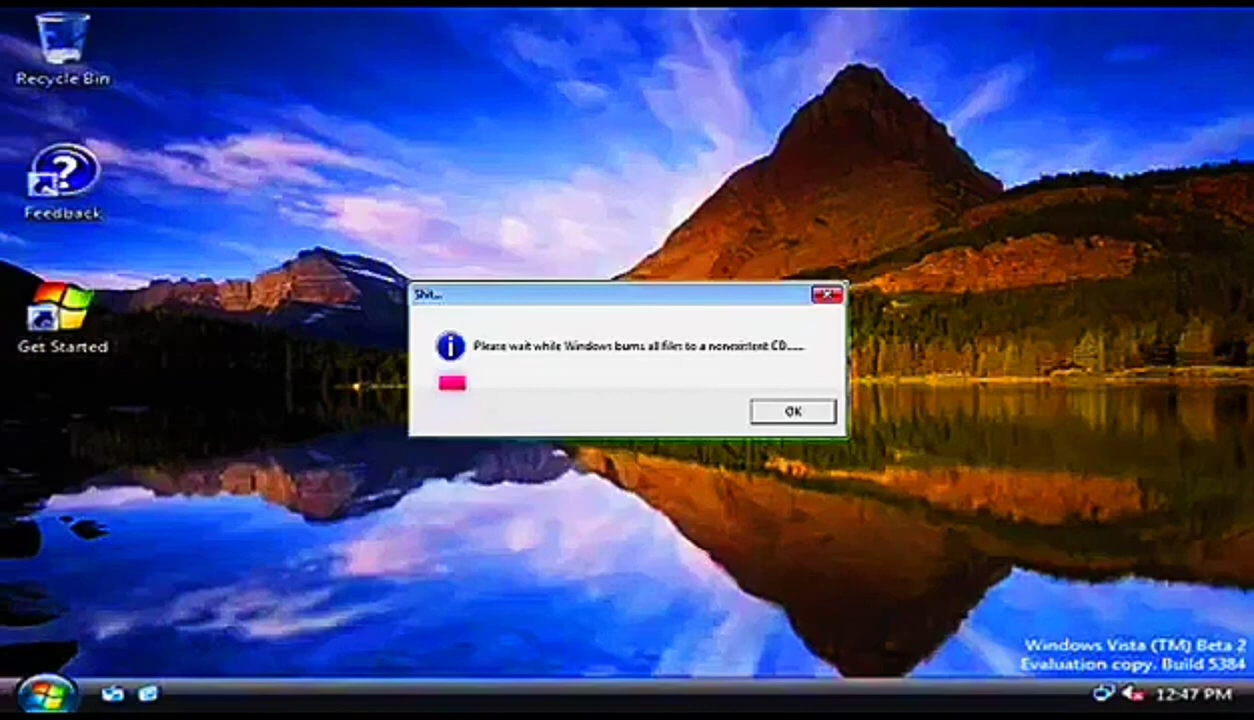 Recycle Bin
Feedback
Get Started
Shit...
Please wait while Windows burns all files to a nonexistent CD......
OK
Windows Vista (TM) Beta 2
Evaluation copy. Build 5384
12:47 PM